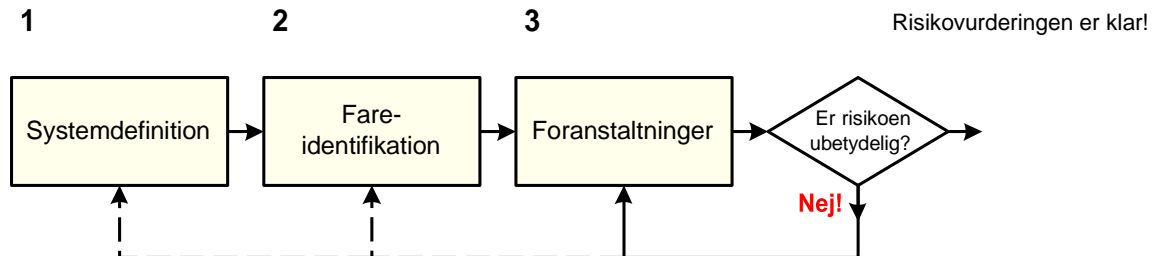 1
2
3
Risikovurderingen er klar!
Systemdefinition
Fare-
identifikation
Foranstaltninger
Er risikoen
ubetydelig?
Nej!